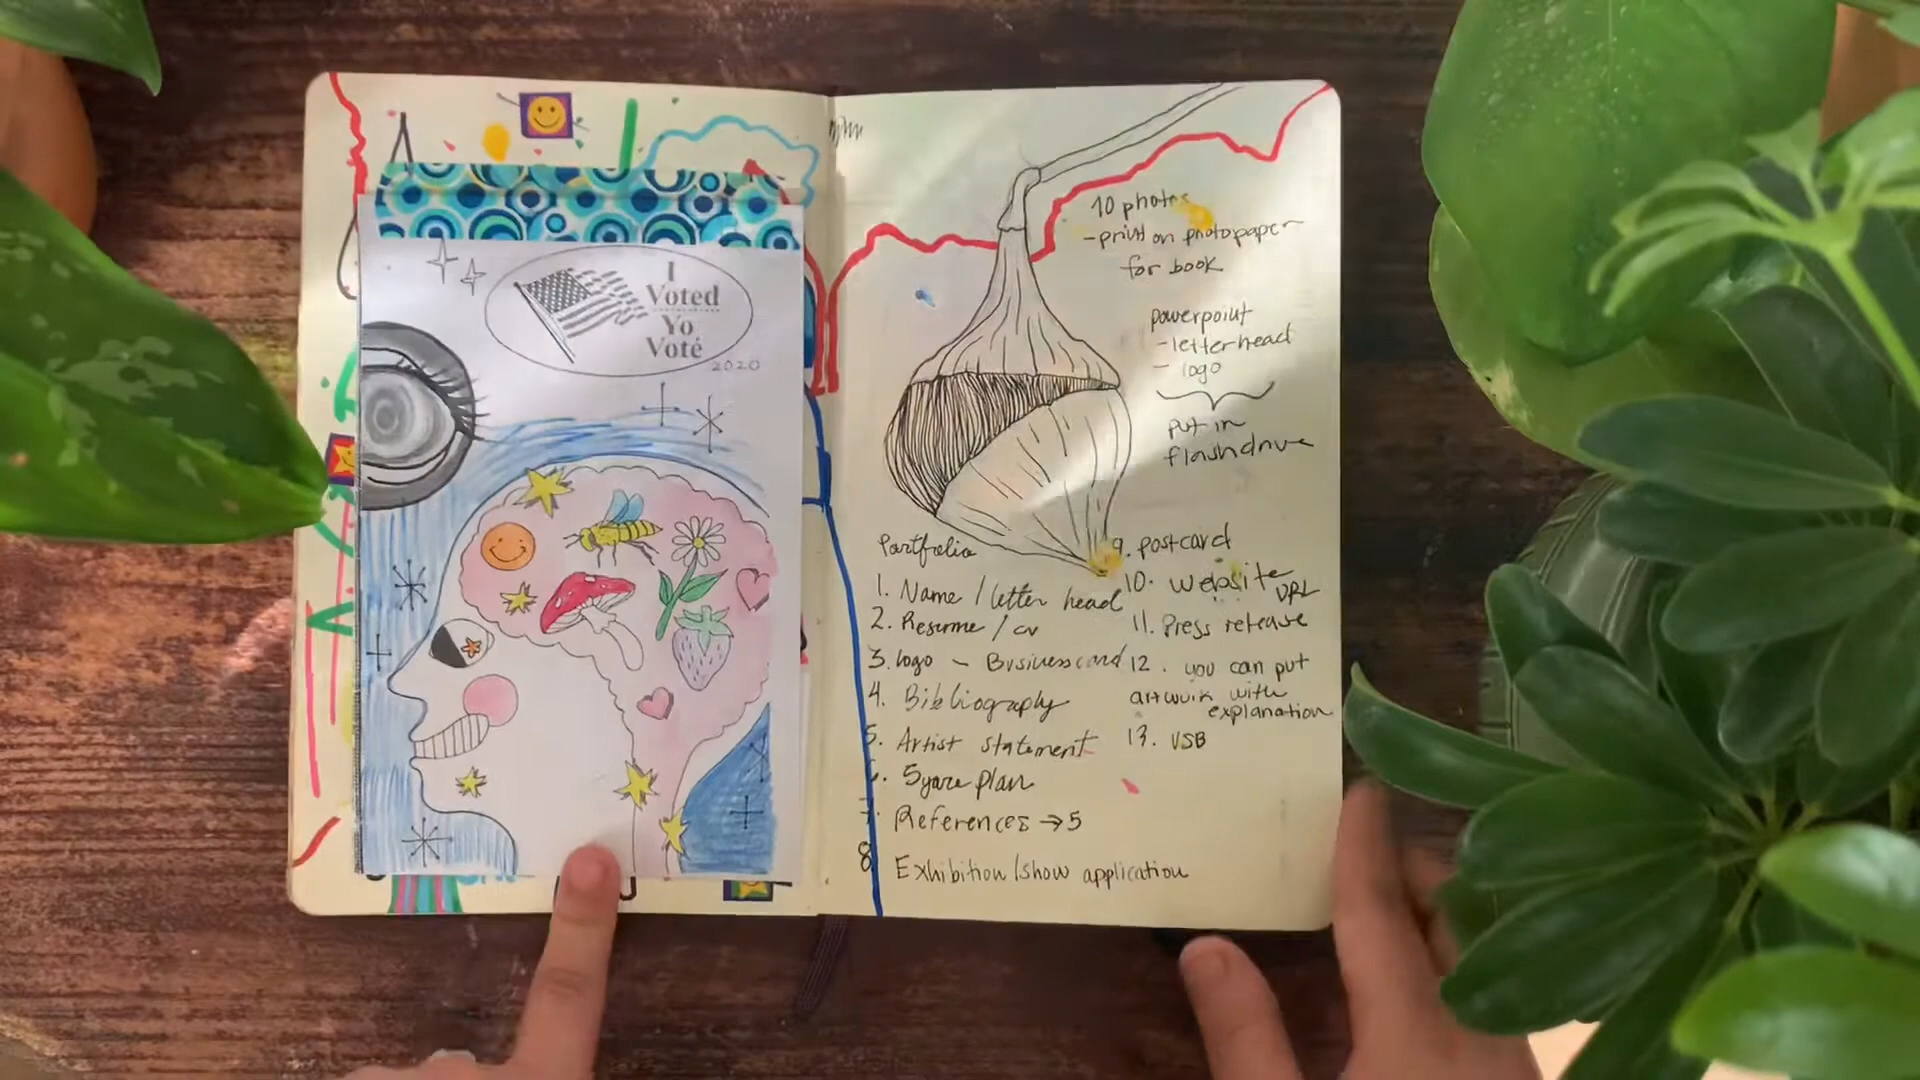 I
Voted
Yo
Voté
2020
10 photos
-print on photopaper
for book
powerpoint
-letterhead
- logo
put in
flashdrive
Portfolio
1. Name / letter head
2. Resume / cv
3. logo - Business card
4. Bibliography
5. Artist statement
5 year plan
References → 5
8 Exhibition/show application
9. postcard
10. website
URL
11. Press release
12. you can put
artwork with
explanation
13. USB